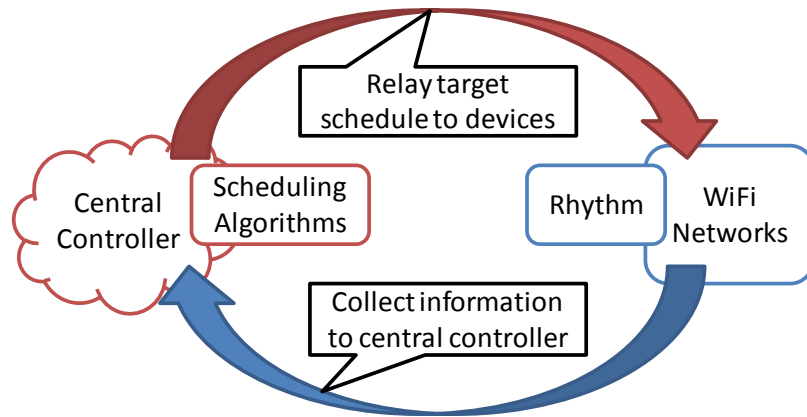 Relay target
schedule to devices
Central
Controller
Scheduling
Algorithms
Rhythm
WiFi
Networks
Collect information
to central controller